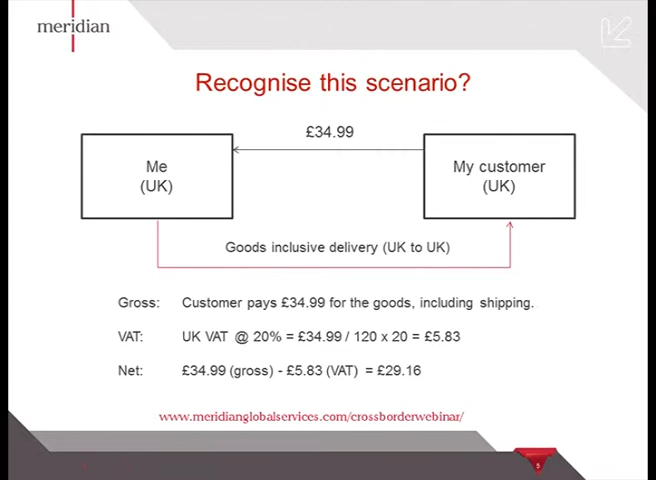 meridian
Recognise this scenario?
£34.99
Me
(UK)
My customer
(UK)
Goods inclusive delivery (UK to UK)
Gross: Customer pays £34.99 for the goods, including shipping.
VAT: UK VAT @ 20% = £34.99 / 120 x 20 = £5.83
Net: £34.99 (gross) - £5.83 (VAT) = £29.16
www.meridianglobalservices.com/crossborderwebinar/
5